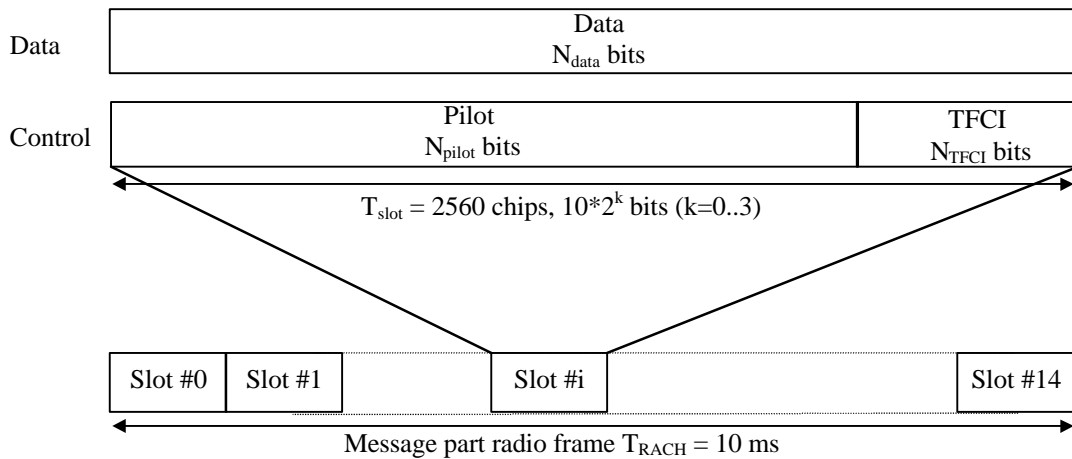 Data
Data
N_data bits
Control
Pilot
N_pilot bits
TFCI
N_TFCI bits
T_slot = 2560 chips, 10*2^k bits (k=0..3)
Slot #0 Slot #1 Slot #i Slot #14
Message part radio frame T_RACH = 10 ms